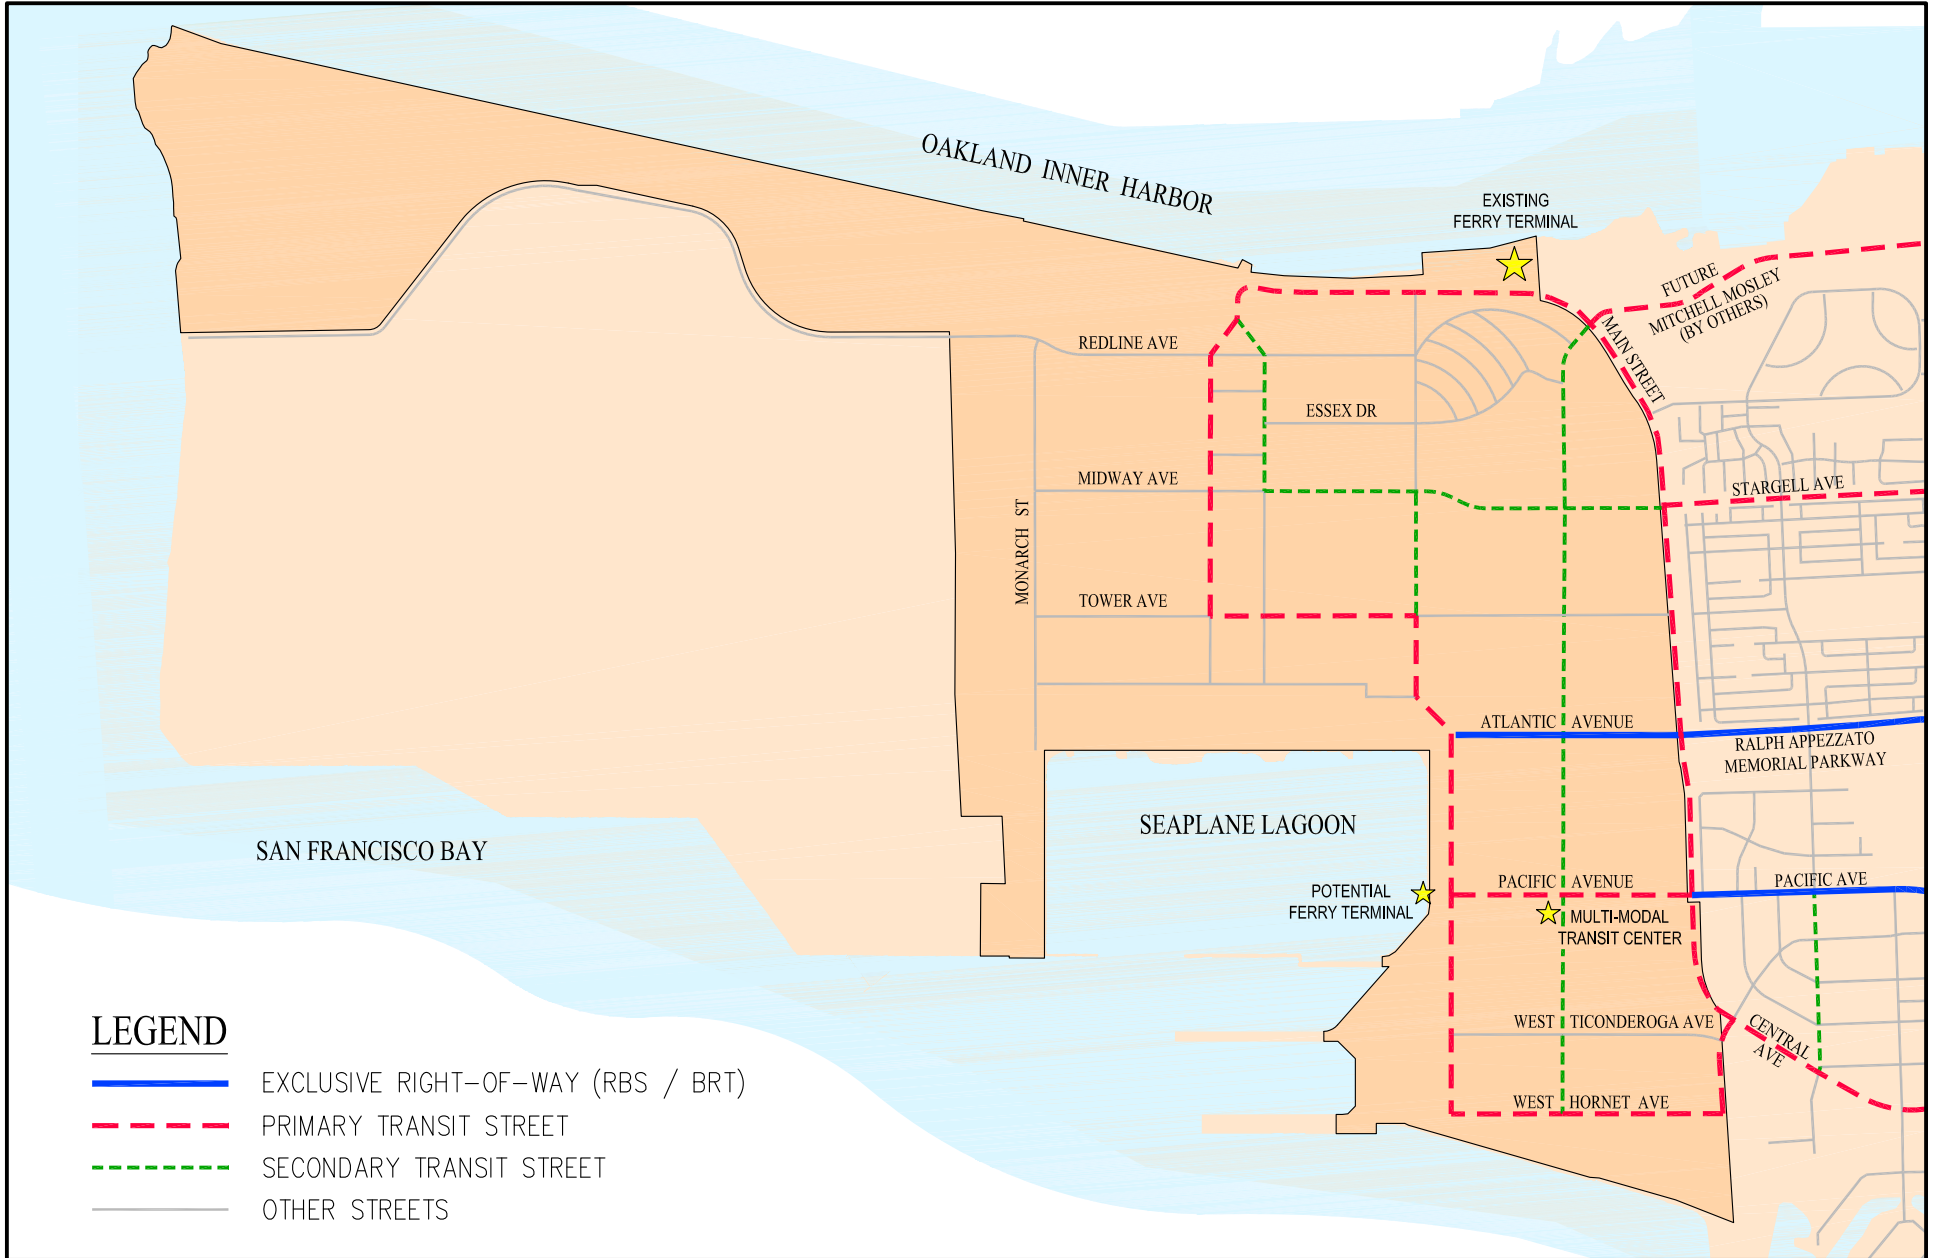 OAKLAND INNER HARBOR
EXISTING
FERRY TERMINAL
FUTURE
MITCHELL MOSLEY
(BY OTHERS)
MAIN STREET
REDLINE AVE
ESSEX DR
MIDWAY AVE
STARGELL AVE
MONARCH ST
TOWER AVE
ATLANTIC AVENUE
RALPH APPEZZATO
MEMORIAL PARKWAY
SEAPLANE LAGOON
SAN FRANCISCO BAY
POTENTIAL
FERRY TERMINAL
PACIFIC AVENUE
PACIFIC AVE
MULTI-MODAL
TRANSIT CENTER
WEST TICONDEROGA AVE
CENTRAL
AVE
WEST HORNET AVE
LEGEND
EXCLUSIVE RIGHT-OF-WAY (RBS / BRT)
PRIMARY TRANSIT STREET
SECONDARY TRANSIT STREET
OTHER STREETS